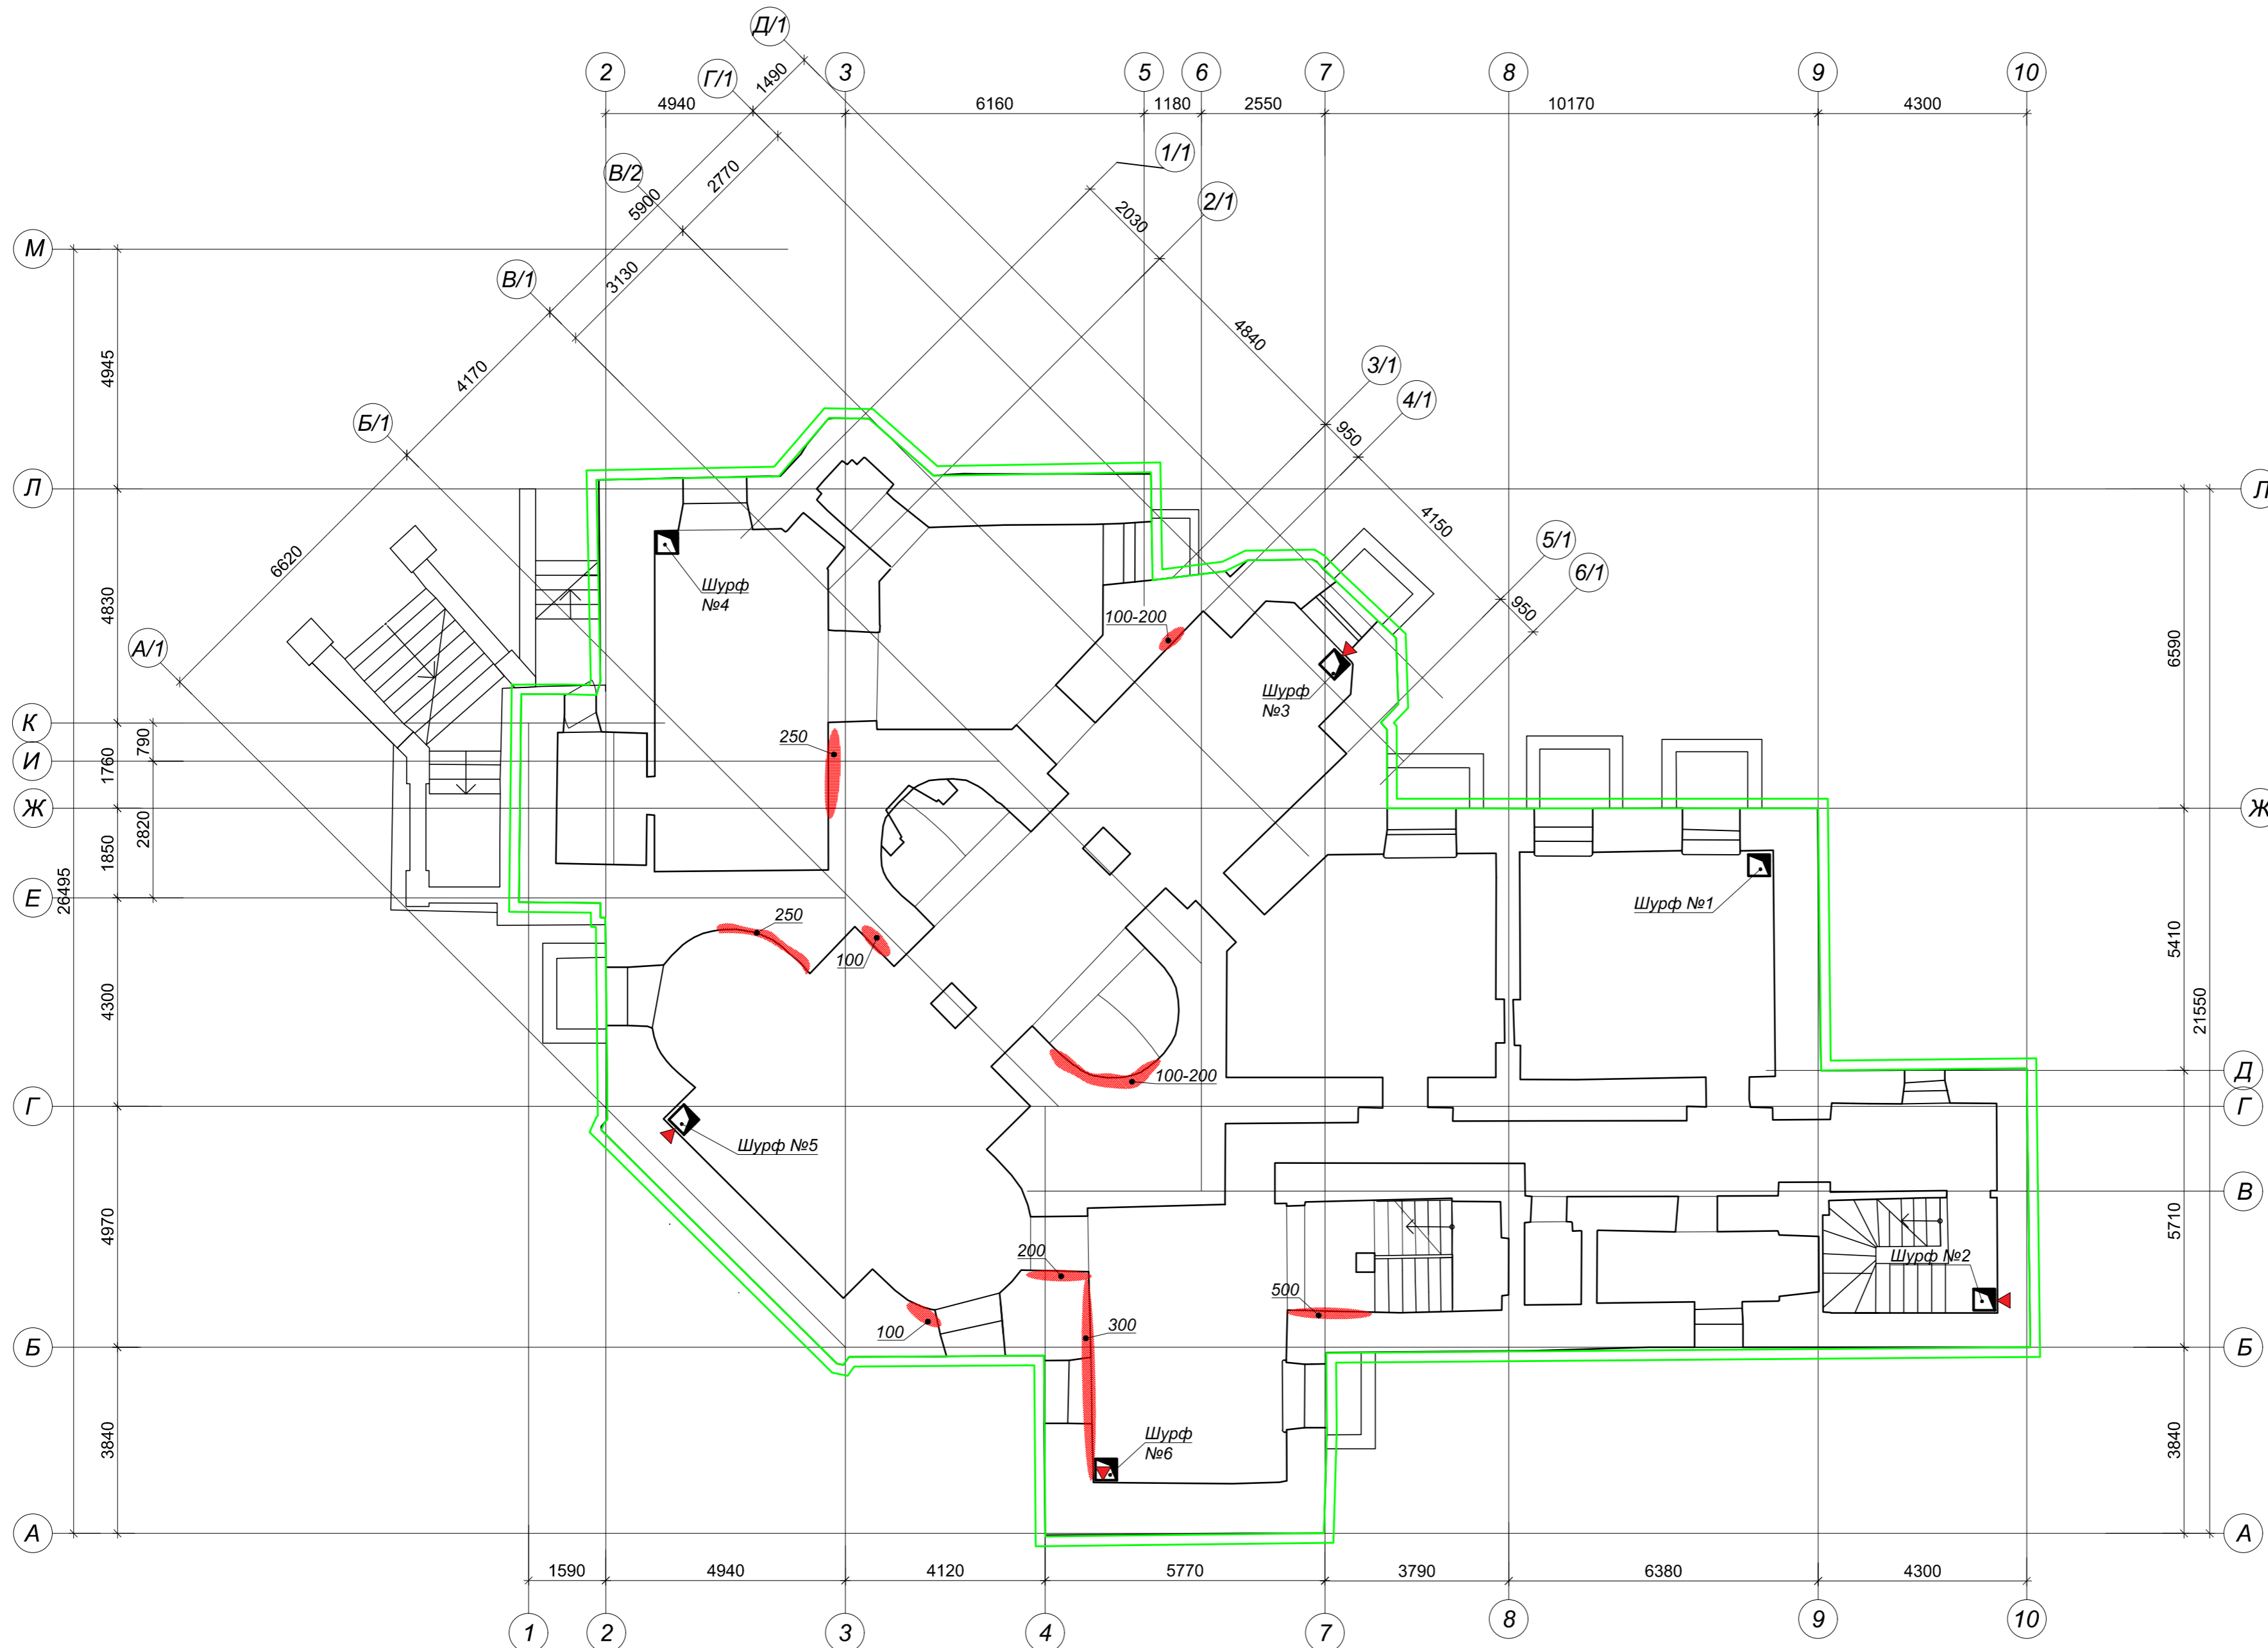 Д/1
Г/1
1490
2
3
5
6
7
8
9
10
4940
6160
1180
2550
10170
4300
В/2
2770
5900
1/1
2/1
2030
М
В/1
3130
4840
4945
4170
3/1
4/1
950
Б/1
Л
Л
6620
4150
5/1
6/1
950
Шурф
№4
4830
А/1
100-200
6590
Шурф
№3
К
790
И
1760
250
Ж
Ж
2820
1850
26495
Е
Шурф №1
250
100
5410
4300
21550
100-200
Д
Г
Г
Шурф №5
В
4970
5710
200
Шурф №2
500
100
300
Б
Б
3840
3840
Шурф
№6
А
А
1590
4940
4120
5770
3790
6380
4300
1
2
3
4
7
8
9
10